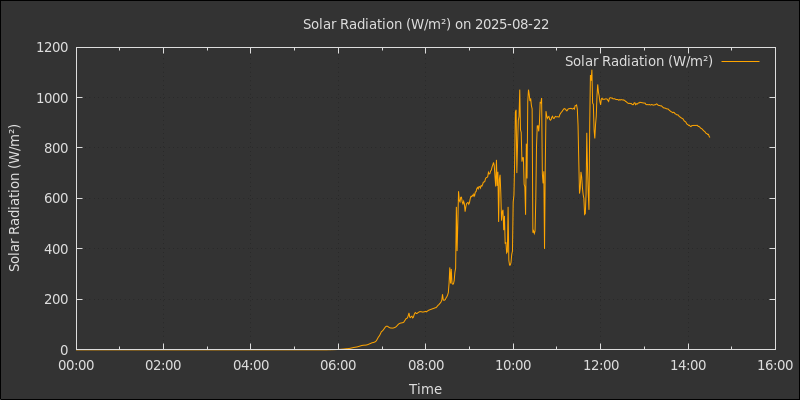 Solar Radiation (W/m²) on 2025-08-22
Solar Radiation (W/m²)
Solar Radiation (W/m²)
1200
1000
800
600
400
200
0
00:00 02:00 04:00 06:00 08:00 10:00 12:00 14:00 16:00
Time